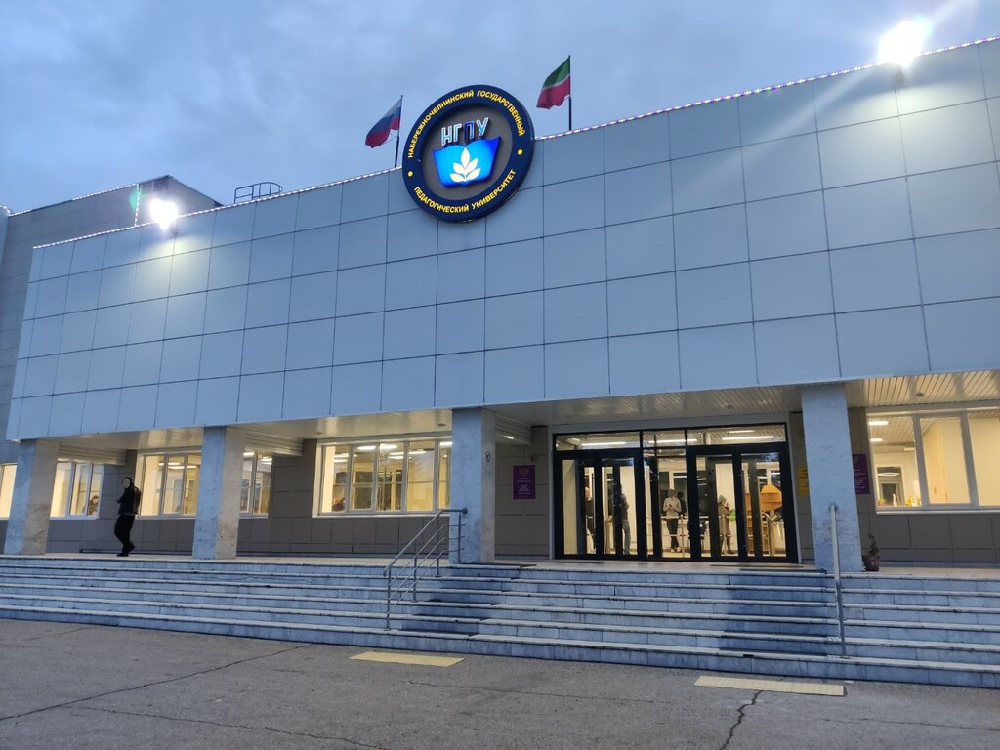 НАБЕРЕЖНОЧЕЛНИНСКИЙ ГОСУДАРСТВЕННЫЙ
НГПУ
ПЕДАГОГИЧЕСКИЙ УНИВЕРСИТЕТ